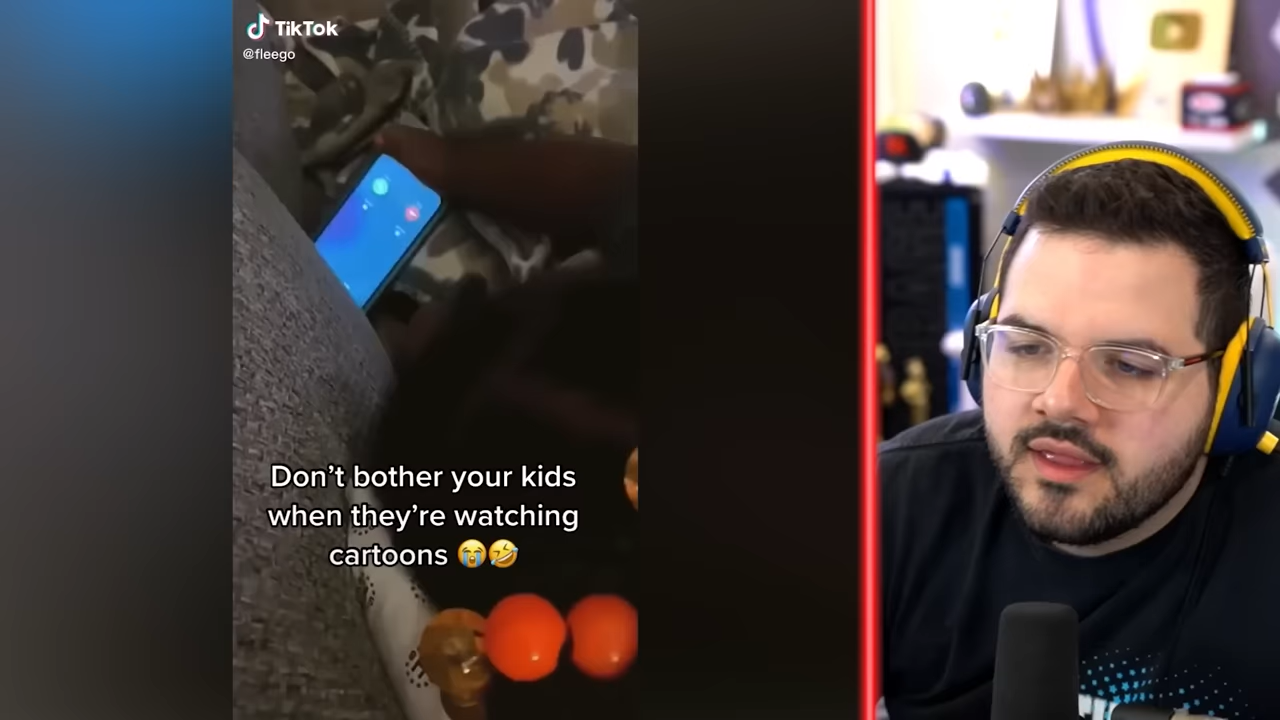 TikTok
@fleego
Don't bother your kids
when they're watching
cartoons 😭🤣